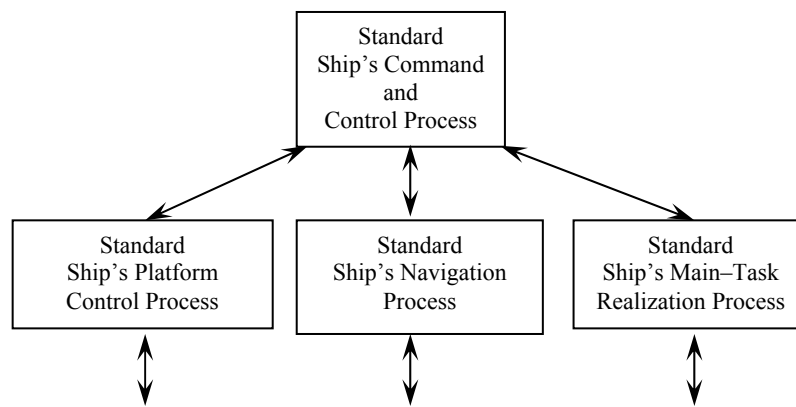 Standard
Ship’s Command
and
Control Process
Standard
Ship’s Platform
Control Process
Standard
Ship’s Navigation
Process
Standard
Ship’s Main–Task
Realization Process